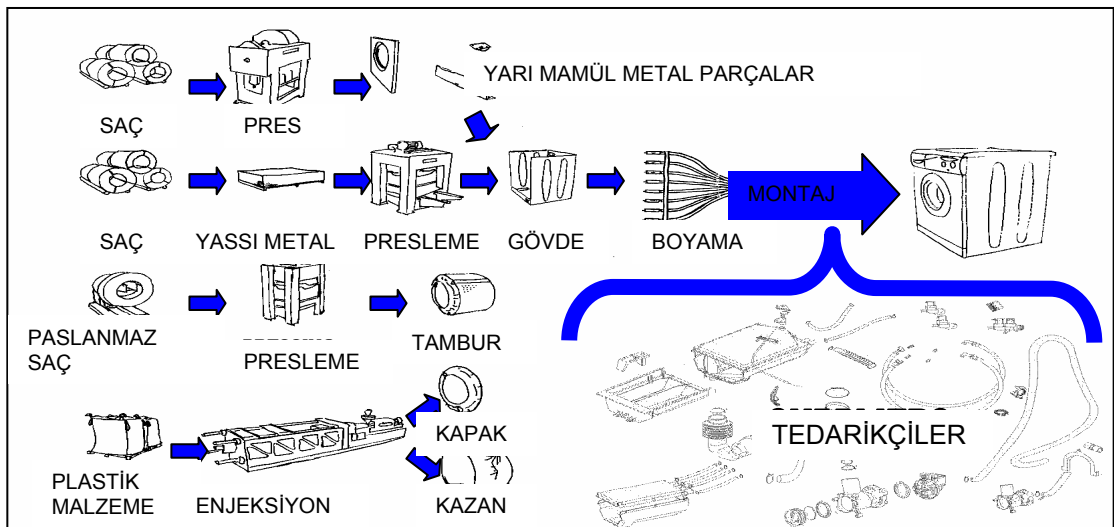 YARI MAMÜL METAL PARÇALAR
SAÇ
PRES
MONTAJ
SAÇ
YASSI METAL
PRESLEME
GÖVDE
BOYAMA
PASLANMAZ
SAÇ
PRESLEME
TAMBUR
KAPAK
TEDARİKÇİLER
PLASTİK
MALZEME
ENJEKSİYON
KAZAN